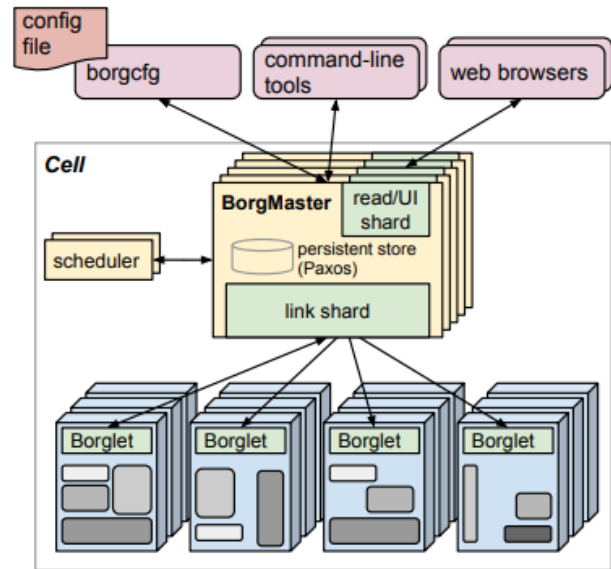 config
file
borgcfg
command-line
tools
web browsers
Cell
BorgMaster
read/UI
shard
persistent store
(Paxos)
scheduler
link shard
Borglet
Borglet
Borglet
Borglet